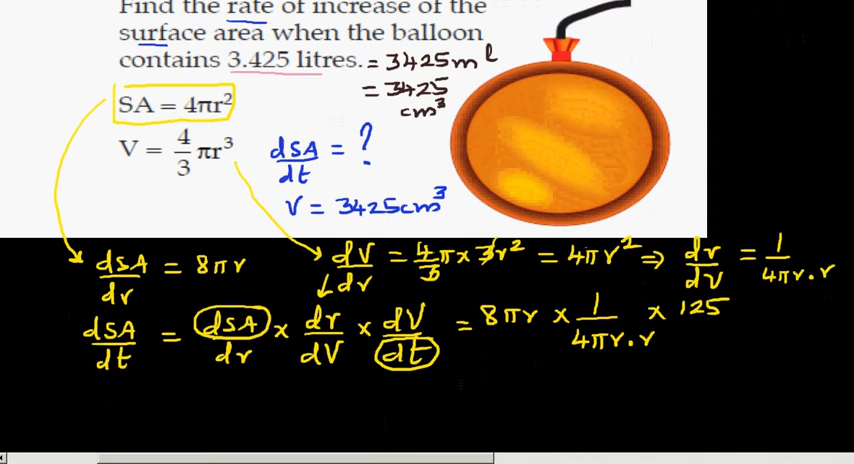 Find the rate of increase of the
surface area when the balloon
contains 3.425 litres. = 3425 ml
= 3425 cm³
SA = 4πr²
V = 4/3 πr³
dSA/dt = ?
V = 3425 cm³
dSA/dr = 8πr
dV/dr = 4/3 π × 3r² = 4πr² ⇒ dr/dV = 1/4πr.r
dSA/dt = dSA/dr × dr/dV × dV/dt = 8πr × 1/4πr.r × 125